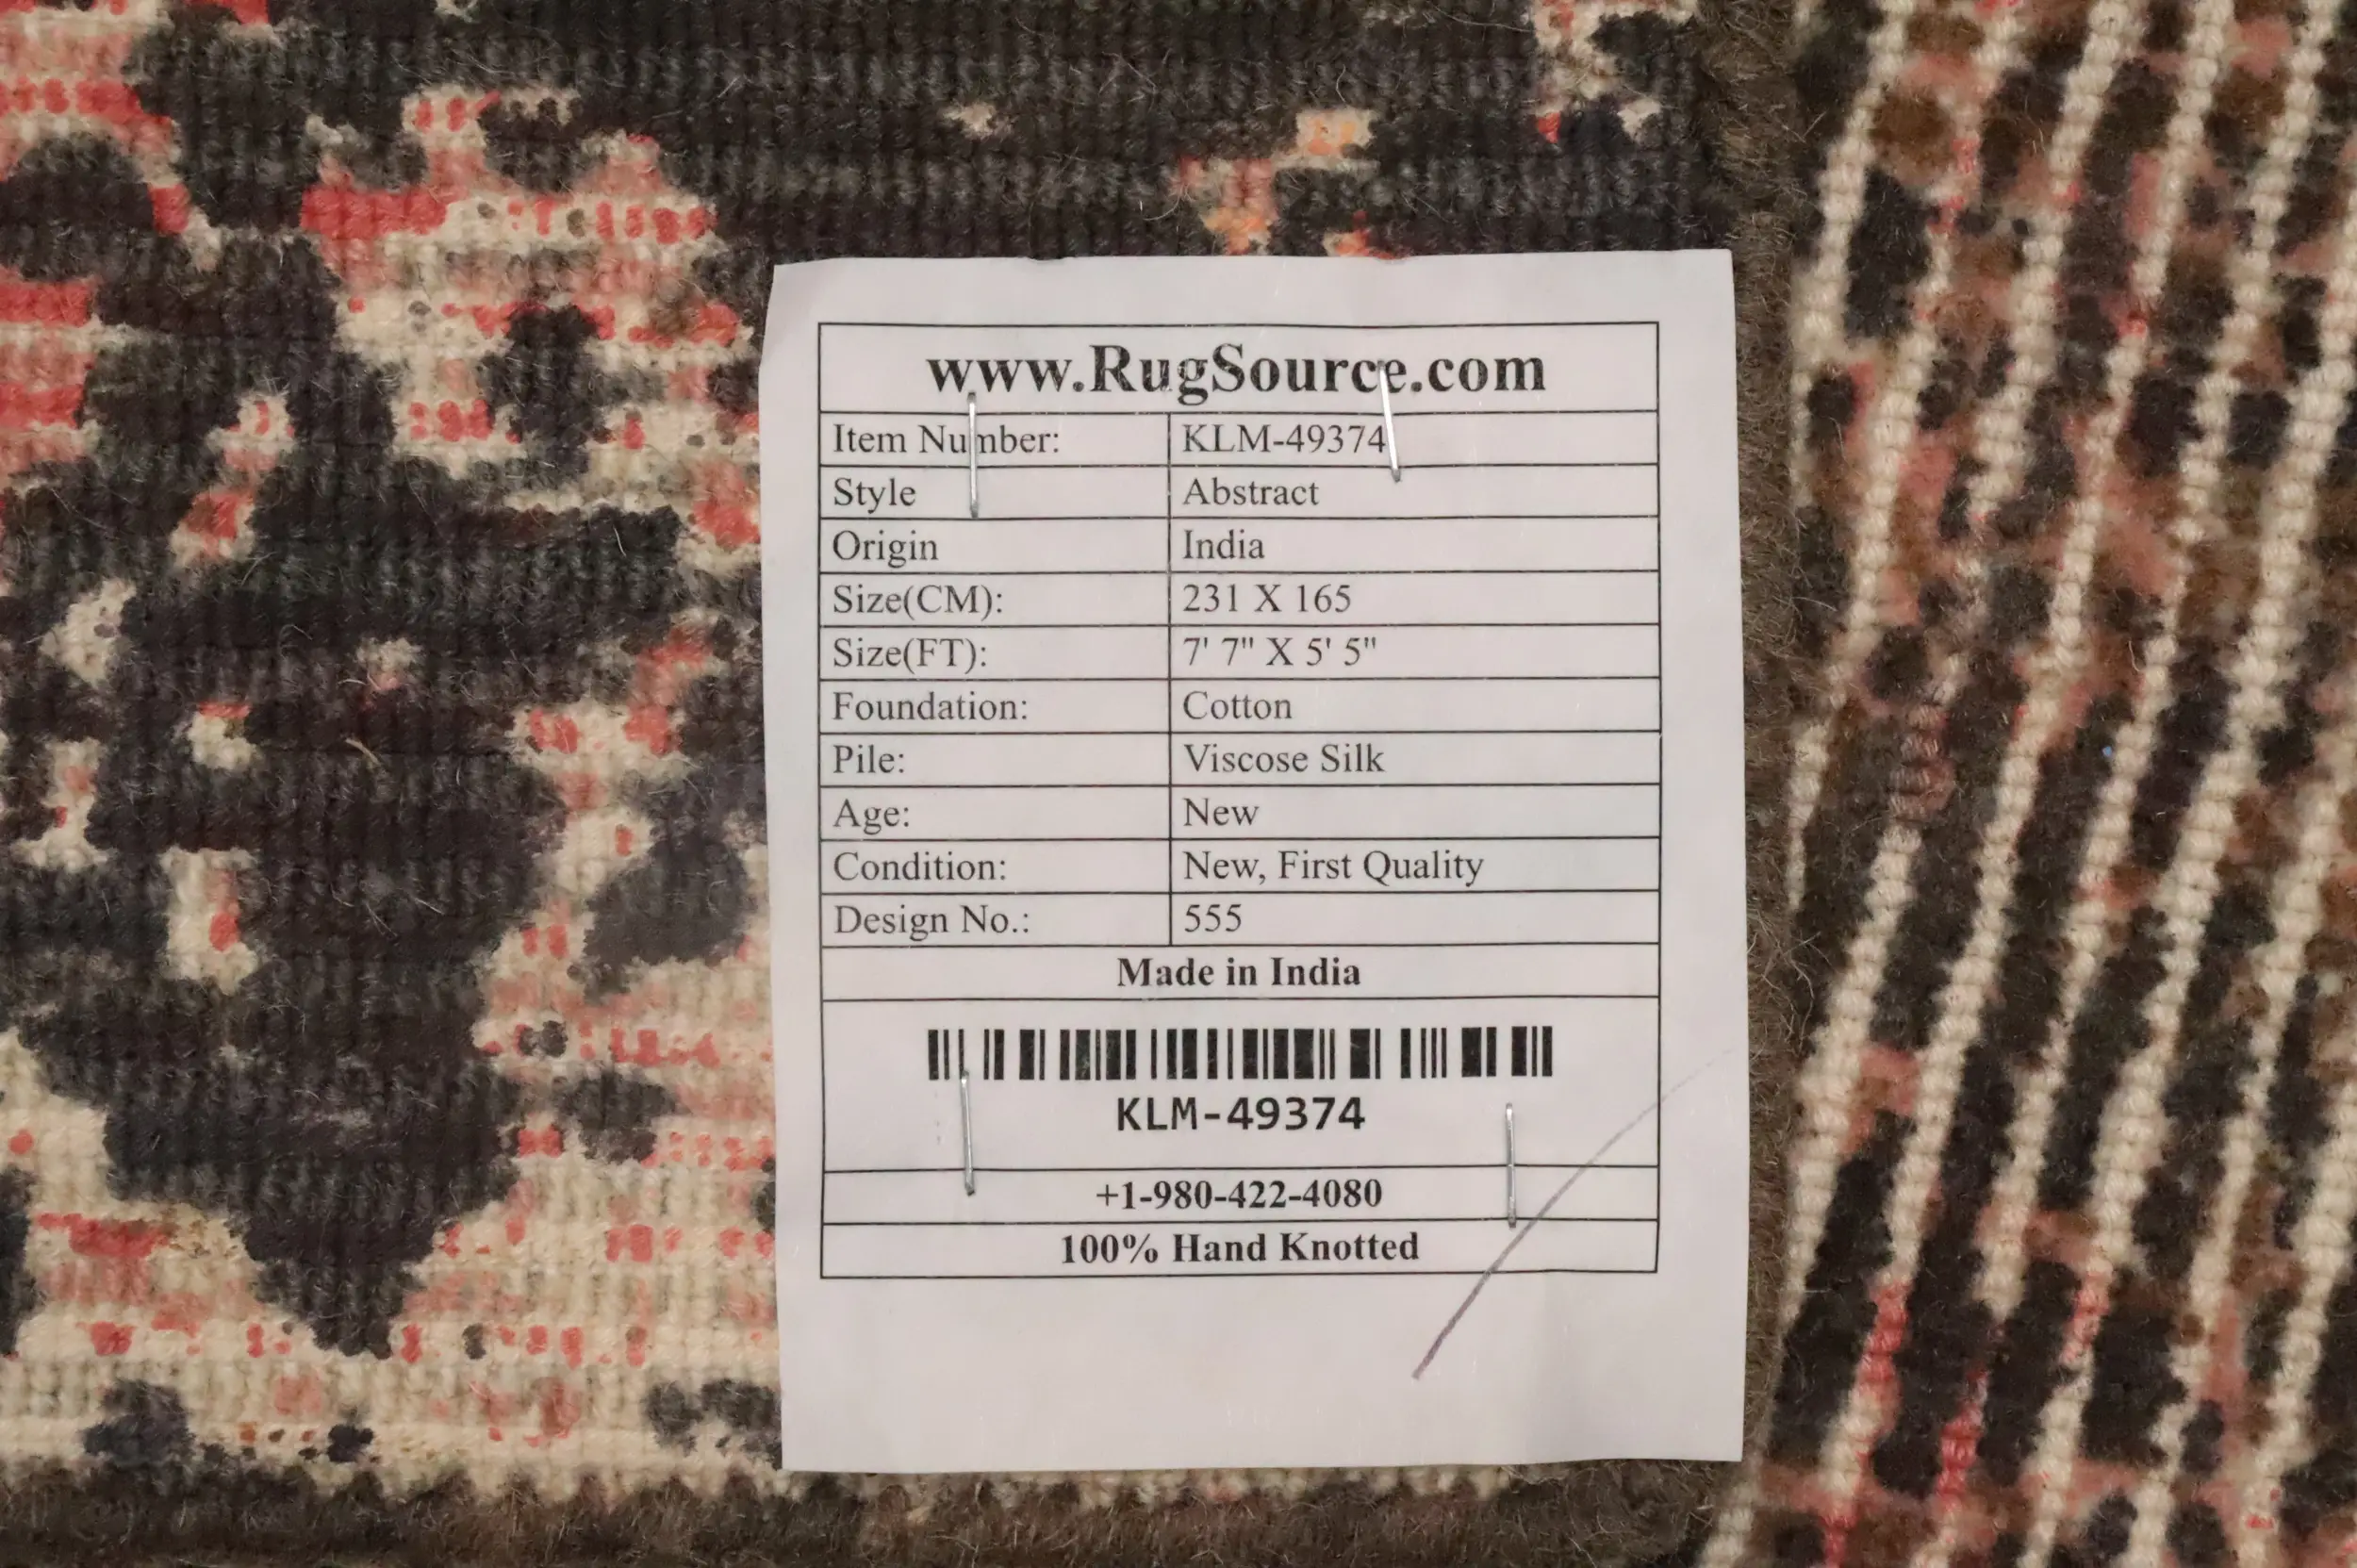 www.RugSource.com
Item Number: KLM-49374
Style Abstract
Origin India
Size(CM): 231 X 165
Size(FT): 7' 7" X 5' 5"
Foundation: Cotton
Pile: Viscose Silk
Age: New
Condition: New, First Quality
Design No.: 555
Made in India
KLM-49374
+1-980-422-4080
100% Hand Knotted